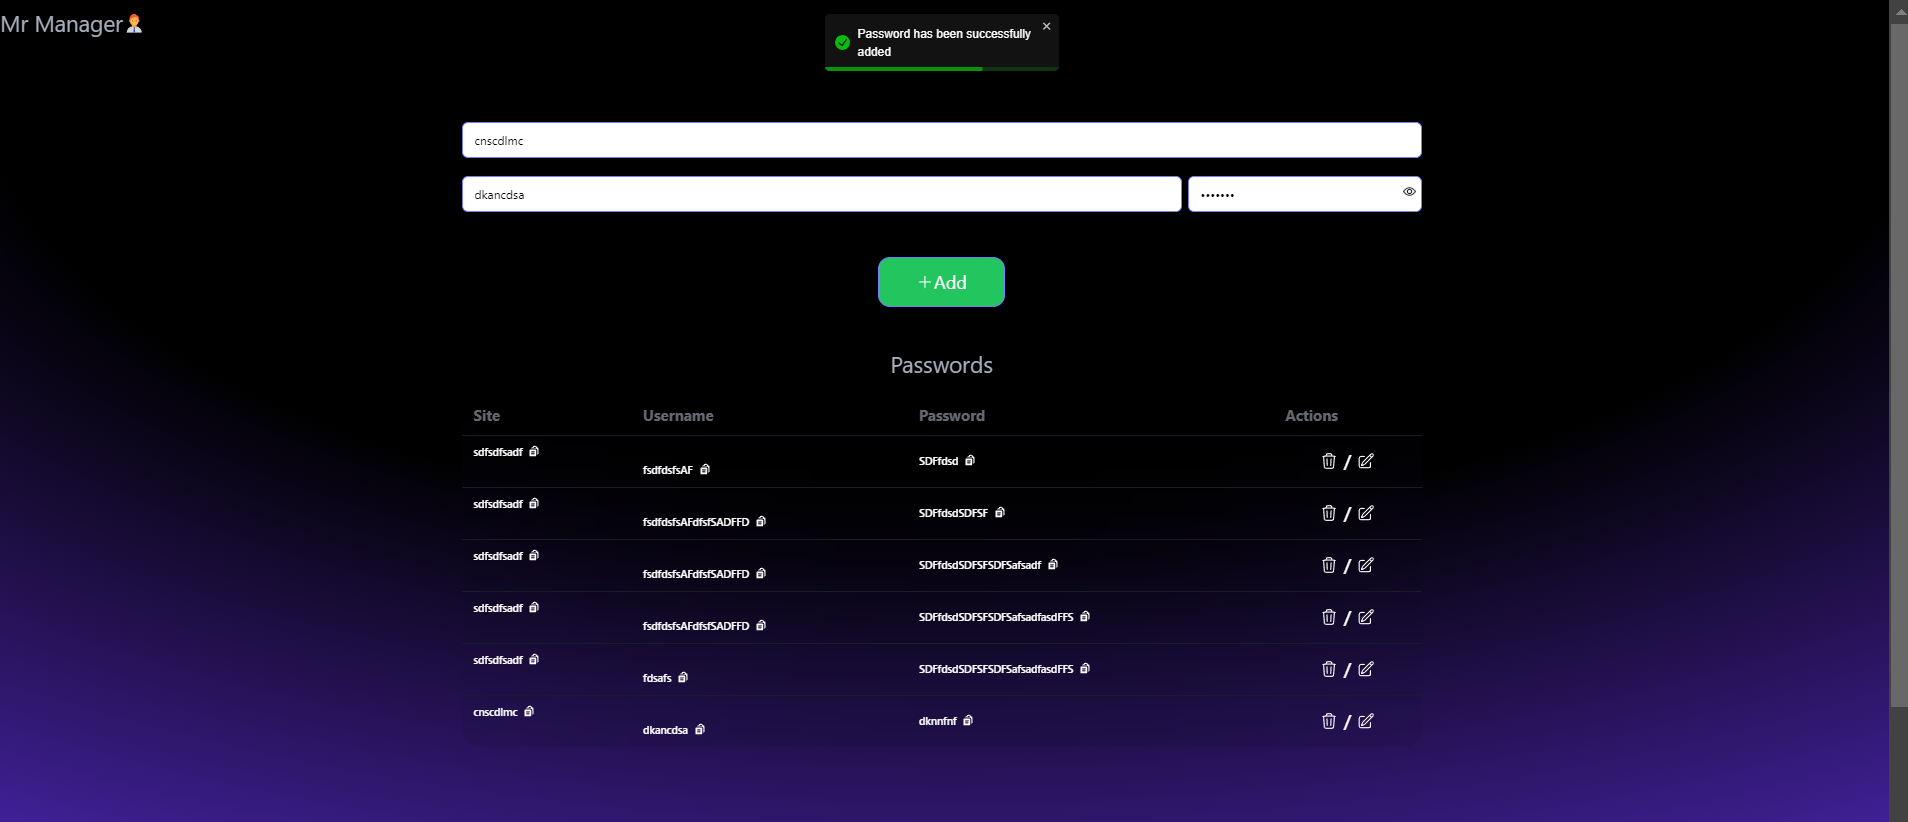 Mr Manager
Password has been successfully
added
cnscdlmc
dkancdsa
•••••••
+Add
Passwords
Site Username Password Actions
sdfsdfsadf fsdfdsfsAF SDFfdsd /
sdfsdfsadf fsdfdsfsAFdfsfSADFFD SDFfdsdSDFSF /
sdfsdfsadf fsdfdsfsAFdfsfSADFFD SDFfdsdSDFSFSDFSafsadf /
sdfsdfsadf fsdfdsfsAFdfsfSADFFD SDFfdsdSDFSFSDFSafsadfasdFFS /
sdfsdfsadf fdsafs SDFfdsdSDFSFSDFSafsadfasdFFS /
cnscdlmc dkancdsa dknnfnf /